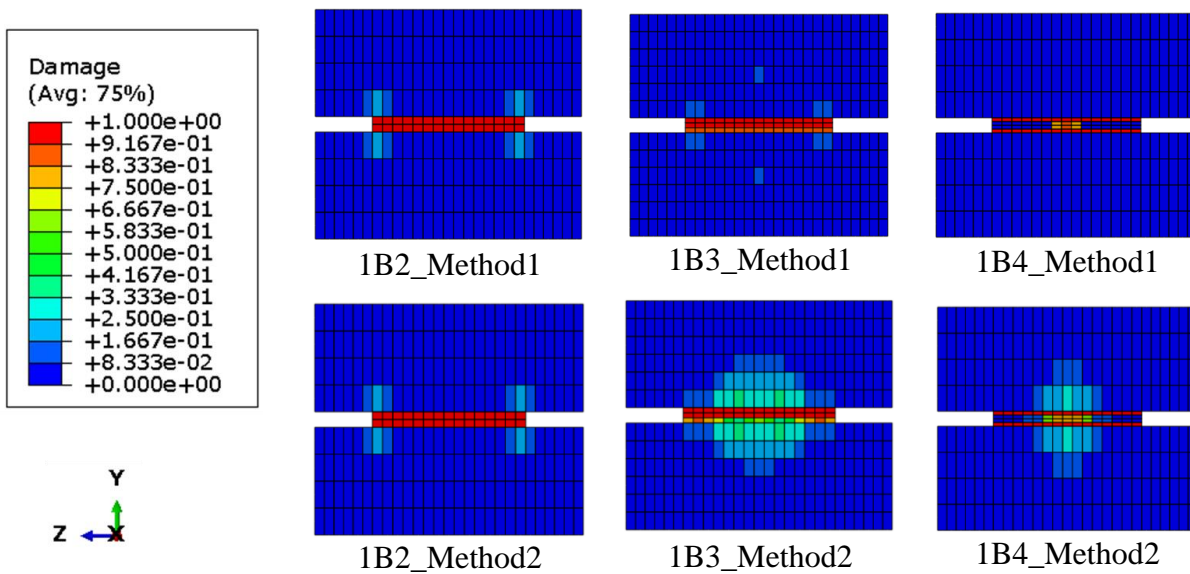 Damage
(Avg: 75%)
+1.000e+00
+9.167e-01
+8.333e-01
+7.500e-01
+6.667e-01
+5.833e-01
+5.000e-01
+4.167e-01
+3.333e-01
+2.500e-01
+1.667e-01
+8.333e-02
+0.000e+00
1B2_Method1
1B3_Method1
1B4_Method1
Y
Z
X
1B2_Method2
1B3_Method2
1B4_Method2